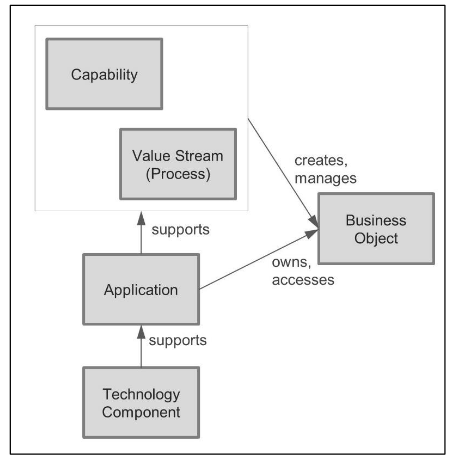 Capability
Value Stream
(Process)
creates,
manages
supports
Business
Object
owns,
accesses
Application
supports
Technology
Component